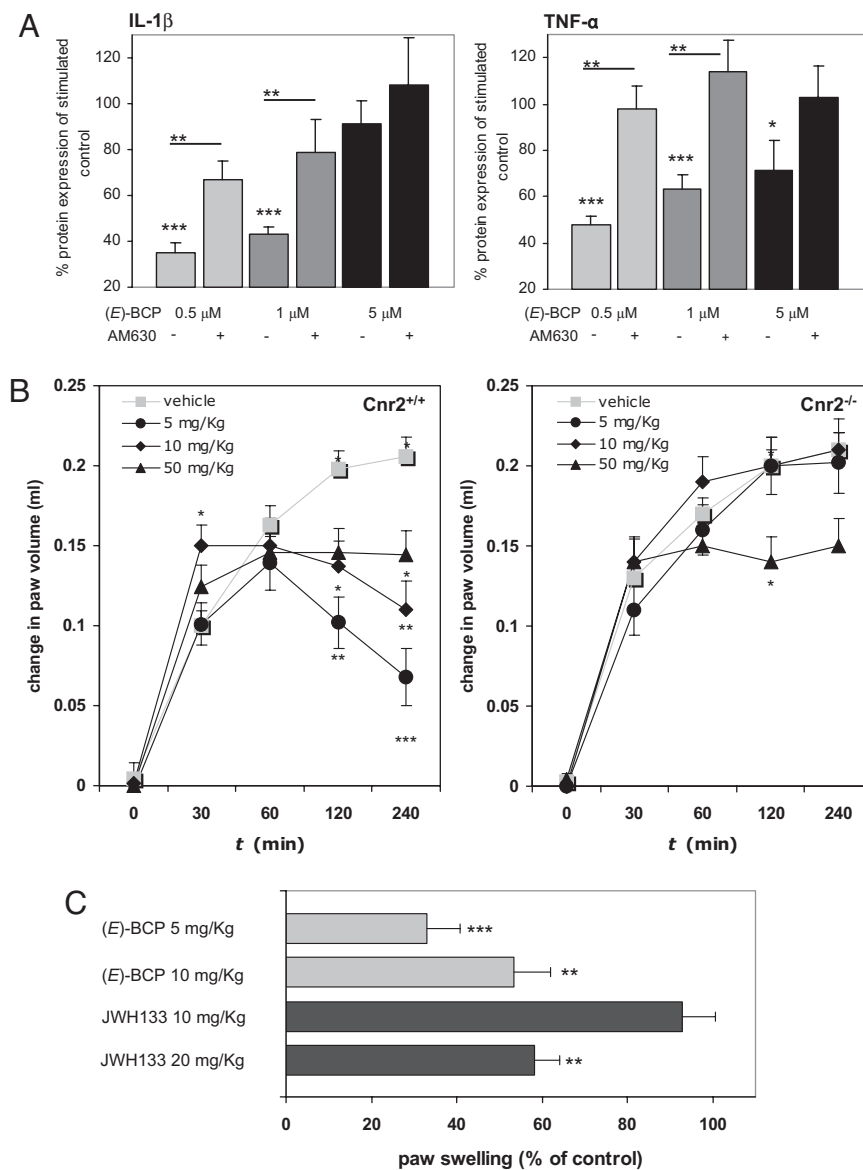 A
IL-1β
% protein expression of stimulated
control
120
100
80
60
40
20
***
**
***
**
(E)-BCP 0.5 μM 1 μM 5 μM
AM630 - + - + - +
TNF-α
% protein expression of stimulated
control
120
100
80
60
40
20
***
**
***
**
*
(E)-BCP 0.5 μM 1 μM 5 μM
- + - + - +
B
change in paw volume (ml)
0.25
0.2
0.15
0.1
0.05
0
vehicle
5 mg/Kg
10 mg/Kg
50 mg/Kg
Cnr2+/+
*
*
*
*
**
*
**
***
0 30 60 120 240
t (min)
change in paw volume (ml)
0.25
0.2
0.15
0.1
0.05
0
vehicle
5 mg/Kg
10 mg/Kg
50 mg/Kg
Cnr2-/-
*
*
0 30 60 120 240
t (min)
C
(E)-BCP 5 mg/Kg
***
(E)-BCP 10 mg/Kg
**
JWH133 10 mg/Kg
JWH133 20 mg/Kg
**
0 20 40 60 80 100
paw swelling (% of control)